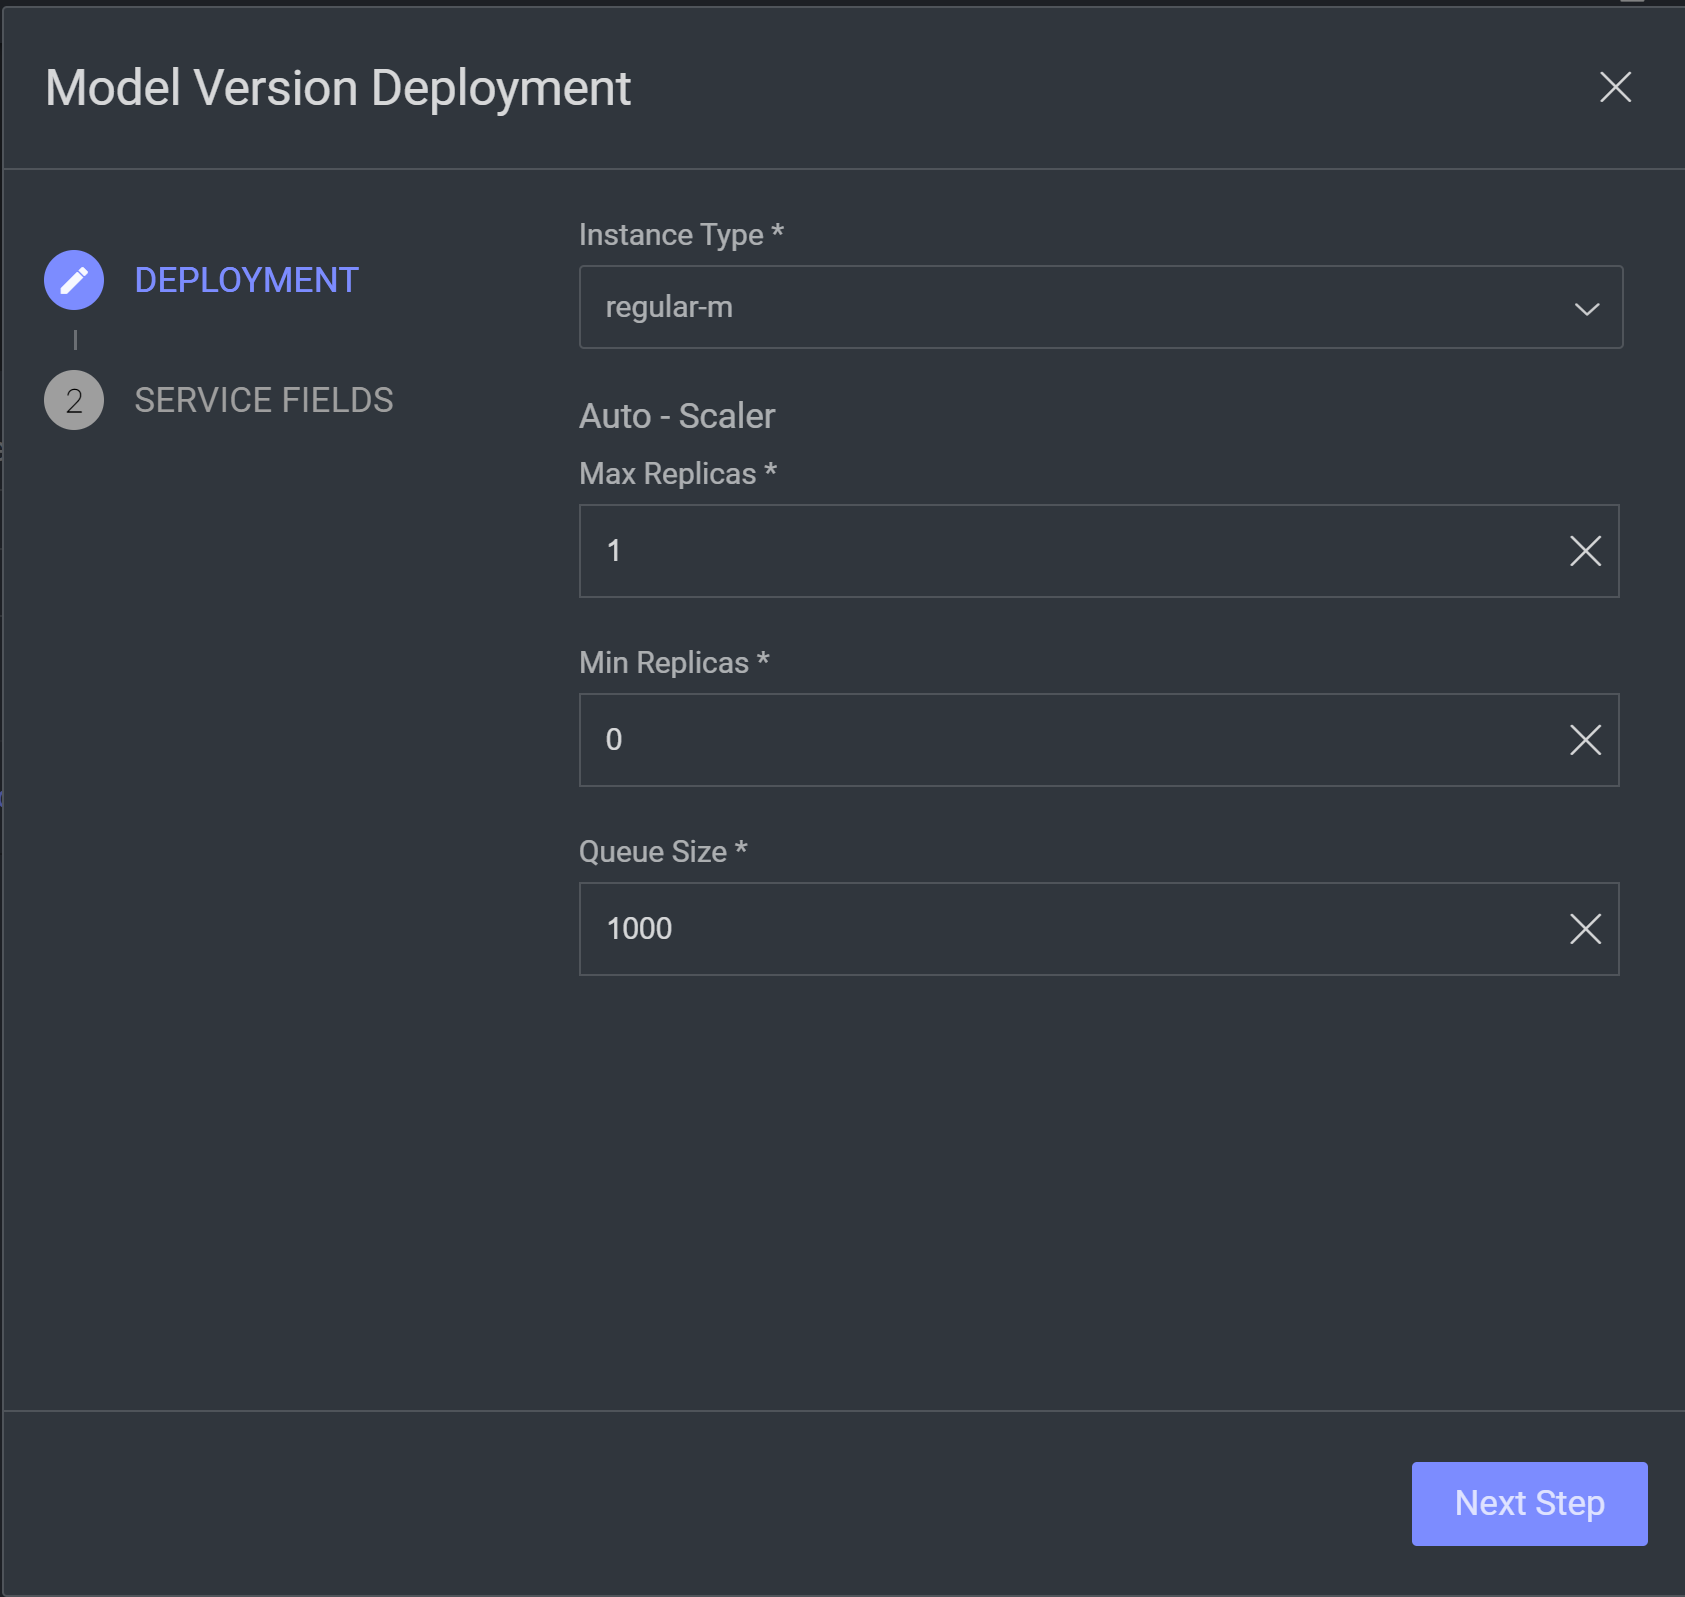 Model Version Deployment
DEPLOYMENT
2 SERVICE FIELDS
Instance Type *
regular-m
Auto - Scaler
Max Replicas *
1
Min Replicas *
0
Queue Size *
1000
Next Step